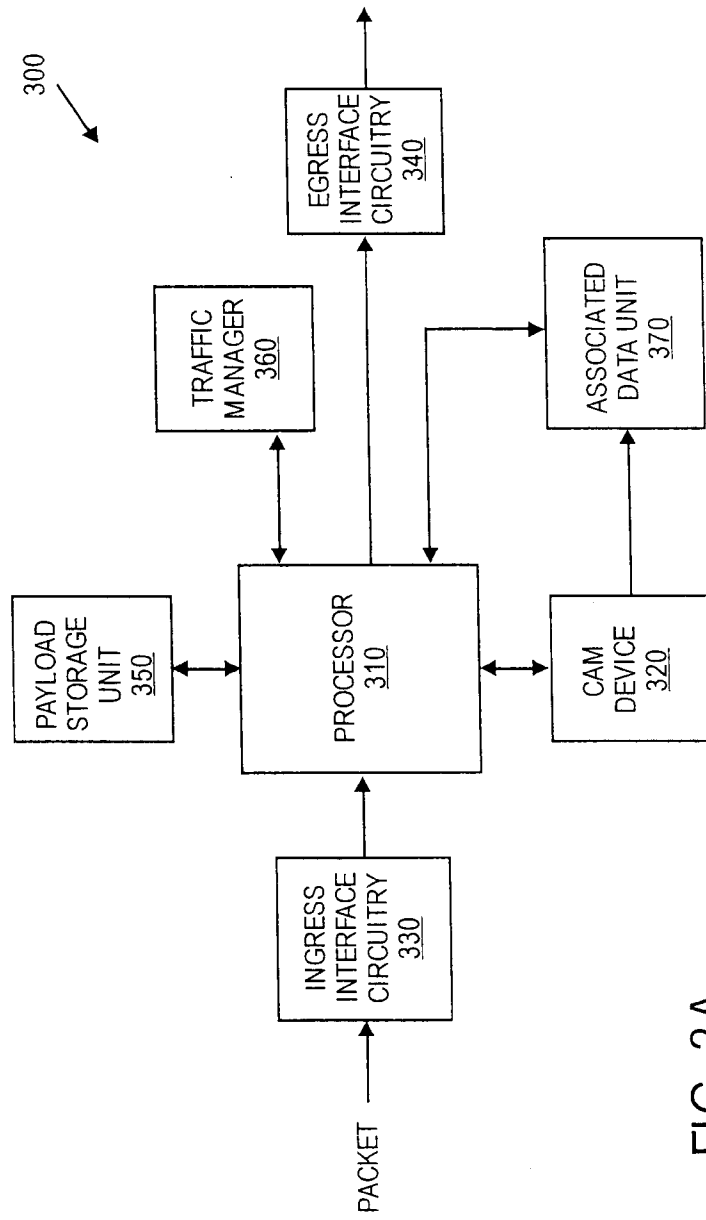 300
PAYLOAD
STORAGE
UNIT
350
TRAFFIC
MANAGER
360
EGRESS
INTERFACE
CIRCUITRY
340
PACKET
INGRESS
INTERFACE
CIRCUITRY
330
PROCESSOR
310
CAM
DEVICE
320
ASSOCIATED
DATA UNIT
370